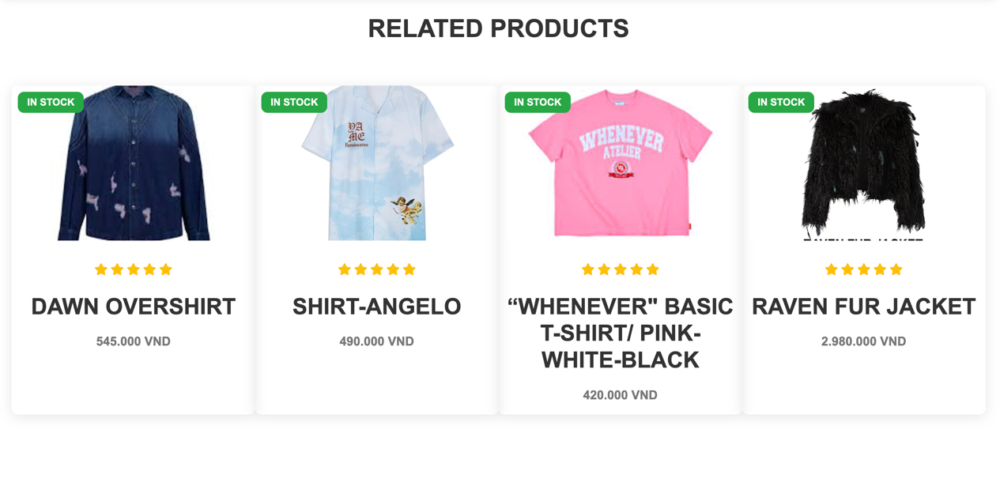 RELATED PRODUCTS
IN STOCK
IN STOCK
IN STOCK
IN STOCK
YA
ME
Renaissance
WHENEVER
ATELIER
DAWN OVERSHIRT
SHIRT-ANGELO
“WHENEVER" BASIC
T-SHIRT/ PINK-
WHITE-BLACK
RAVEN FUR JACKET
545.000 VND
490.000 VND
420.000 VND
2.980.000 VND